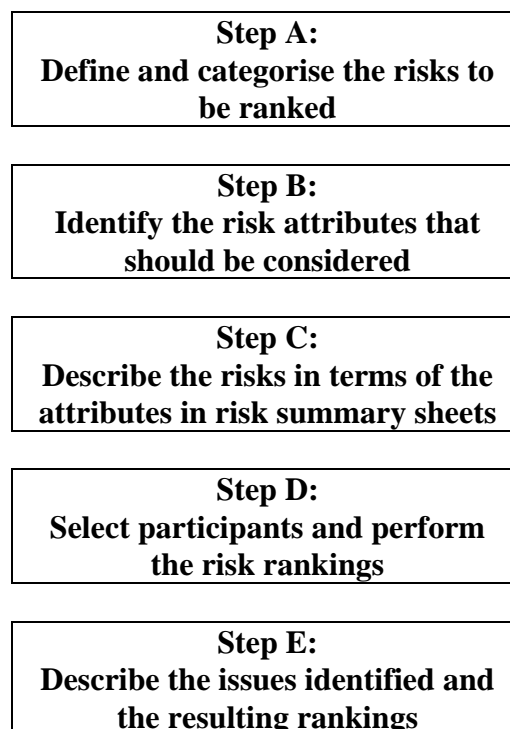 Step A:
Define and categorise the risks to
be ranked
Step B:
Identify the risk attributes that
should be considered
Step C:
Describe the risks in terms of the
attributes in risk summary sheets
Step D:
Select participants and perform
the risk rankings
Step E:
Describe the issues identified and
the resulting rankings